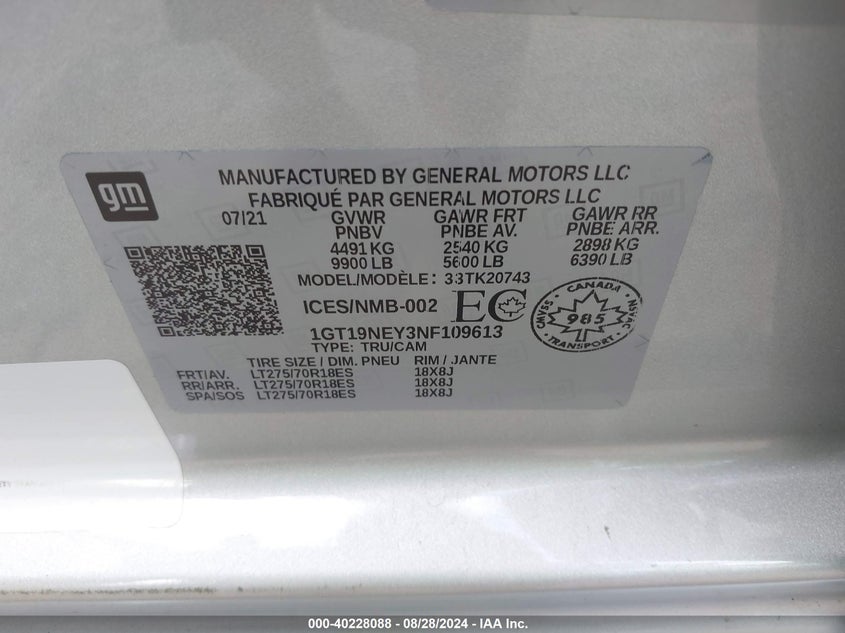 gm
MANUFACTURED BY GENERAL MOTORS LLC
FABRIQUÉ PAR GENERAL MOTORS LLC
07/21 GVWR GAWR FRT GAWR RR
PNBV PNBE AV. PNBE ARR.
4491 KG 2540 KG 2898 KG
9900 LB 5600 LB 6390 LB
MODEL/MODÈLE: 33TK20743
ICES/NMB-002 EC
CANADA
CMVSS 985 NSVAC
TRANSPORT
1GT19NEY3NF109613
TYPE: TRU/CAM
TIRE SIZE / DIM. PNEU RIM / JANTE
FRT/AV. LT275/70R18ES 18X8J
RR/ARR. LT275/70R18ES 18X8J
SPA/SOS LT275/70R18ES 18X8J
000-40228088 - 08/28/2024 - IAA Inc.